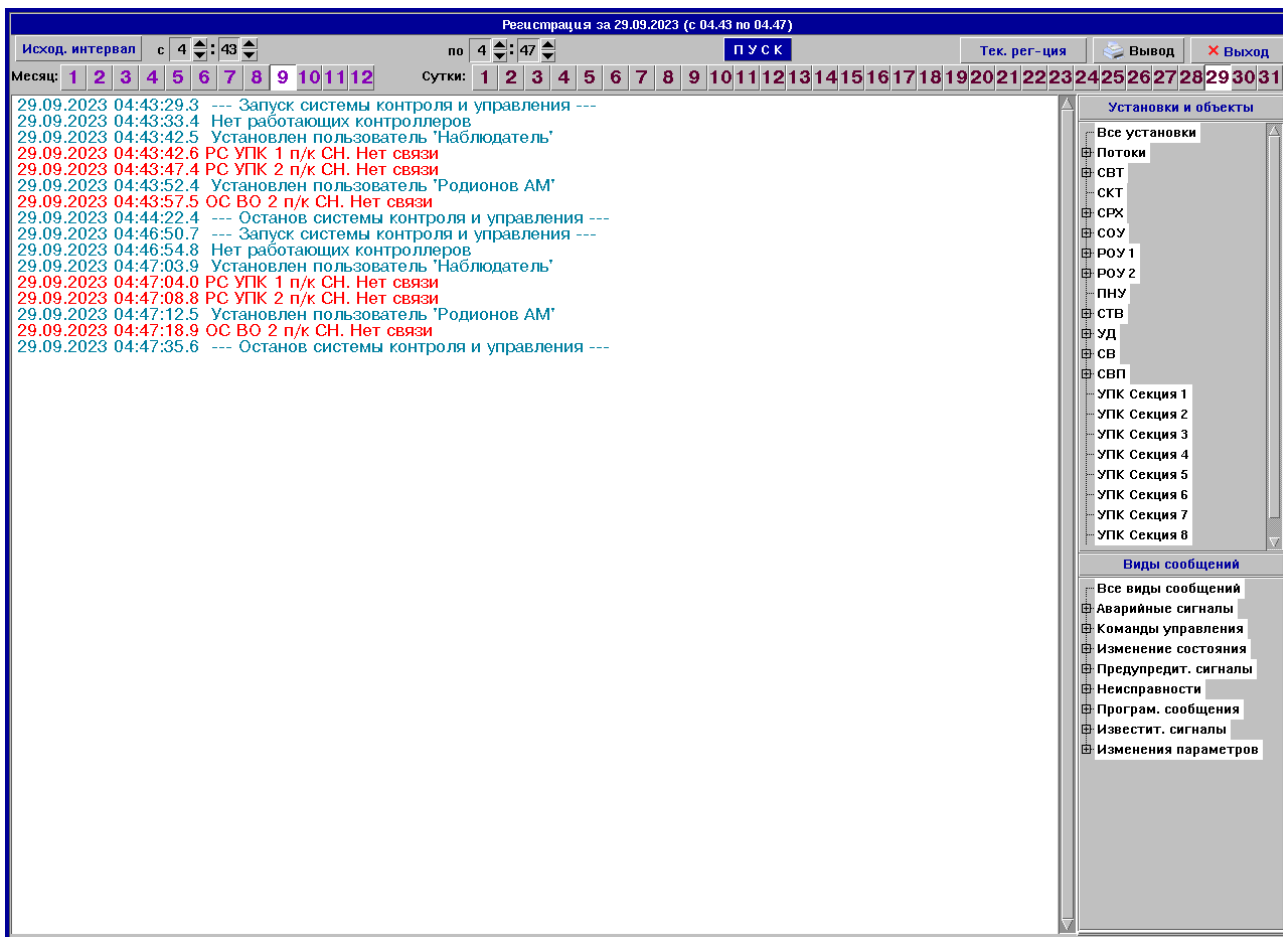 Регистрация за 29.09.2023 (с 04.43 по 04.47)
Исход. интервал с 4 : 43 по 4 : 47 ПУСК Тек. рег-ция Вывод Выход
Месяц: 1 2 3 4 5 6 7 8 9 10 11 12 Сутки: 1 2 3 4 5 6 7 8 9 10 11 12 13 14 15 16 17 18 19 20 21 22 23 24 25 26 27 28 29 30 31
29.09.2023 04:43:29.3 --- Запуск системы контроля и управления ---
29.09.2023 04:43:33.4 Нет работающих контроллеров
29.09.2023 04:43:42.5 Установлен пользователь "Наблюдатель"
29.09.2023 04:43:42.6 РС УПК 1 п/к СН. Нет связи
29.09.2023 04:43:47.4 РС УПК 2 п/к СН. Нет связи
29.09.2023 04:43:52.4 Установлен пользователь "Родионов АМ"
29.09.2023 04:43:57.5 ОС ВО 2 п/к СН. Нет связи
29.09.2023 04:44:22.4 --- Останов системы контроля и управления ---
29.09.2023 04:46:50.7 --- Запуск системы контроля и управления ---
29.09.2023 04:46:54.8 Нет работающих контроллеров
29.09.2023 04:47:03.9 Установлен пользователь "Наблюдатель"
29.09.2023 04:47:04.0 РС УПК 1 п/к СН. Нет связи
29.09.2023 04:47:08.8 РС УПК 2 п/к СН. Нет связи
29.09.2023 04:47:12.5 Установлен пользователь "Родионов АМ"
29.09.2023 04:47:18.9 ОС ВО 2 п/к СН. Нет связи
29.09.2023 04:47:35.6 --- Останов системы контроля и управления ---
Установки и объекты
Все установки
Потоки
СВТ
СКТ
СРХ
СОУ
РОУ 1
РОУ 2
ПНУ
СТВ
УД
СВ
СВП
УПК Секция 1
УПК Секция 2
УПК Секция 3
УПК Секция 4
УПК Секция 5
УПК Секция 6
УПК Секция 7
УПК Секция 8
Виды сообщений
Все виды сообщений
Аварийные сигналы
Команды управления
Изменение состояния
Предупредит. сигналы
Неисправности
Програм. сообщения
Известит. сигналы
Изменения параметров